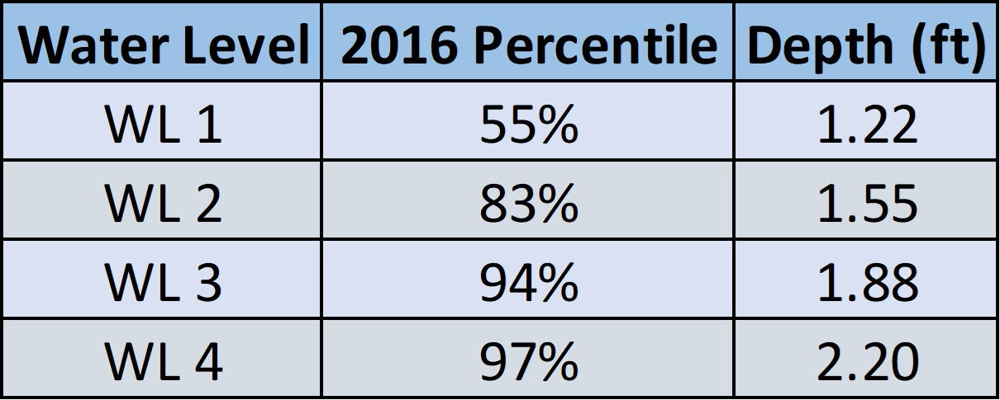 Water Level 2016 Percentile Depth (ft)
WL 1 55% 1.22
WL 2 83% 1.55
WL 3 94% 1.88
WL 4 97% 2.20